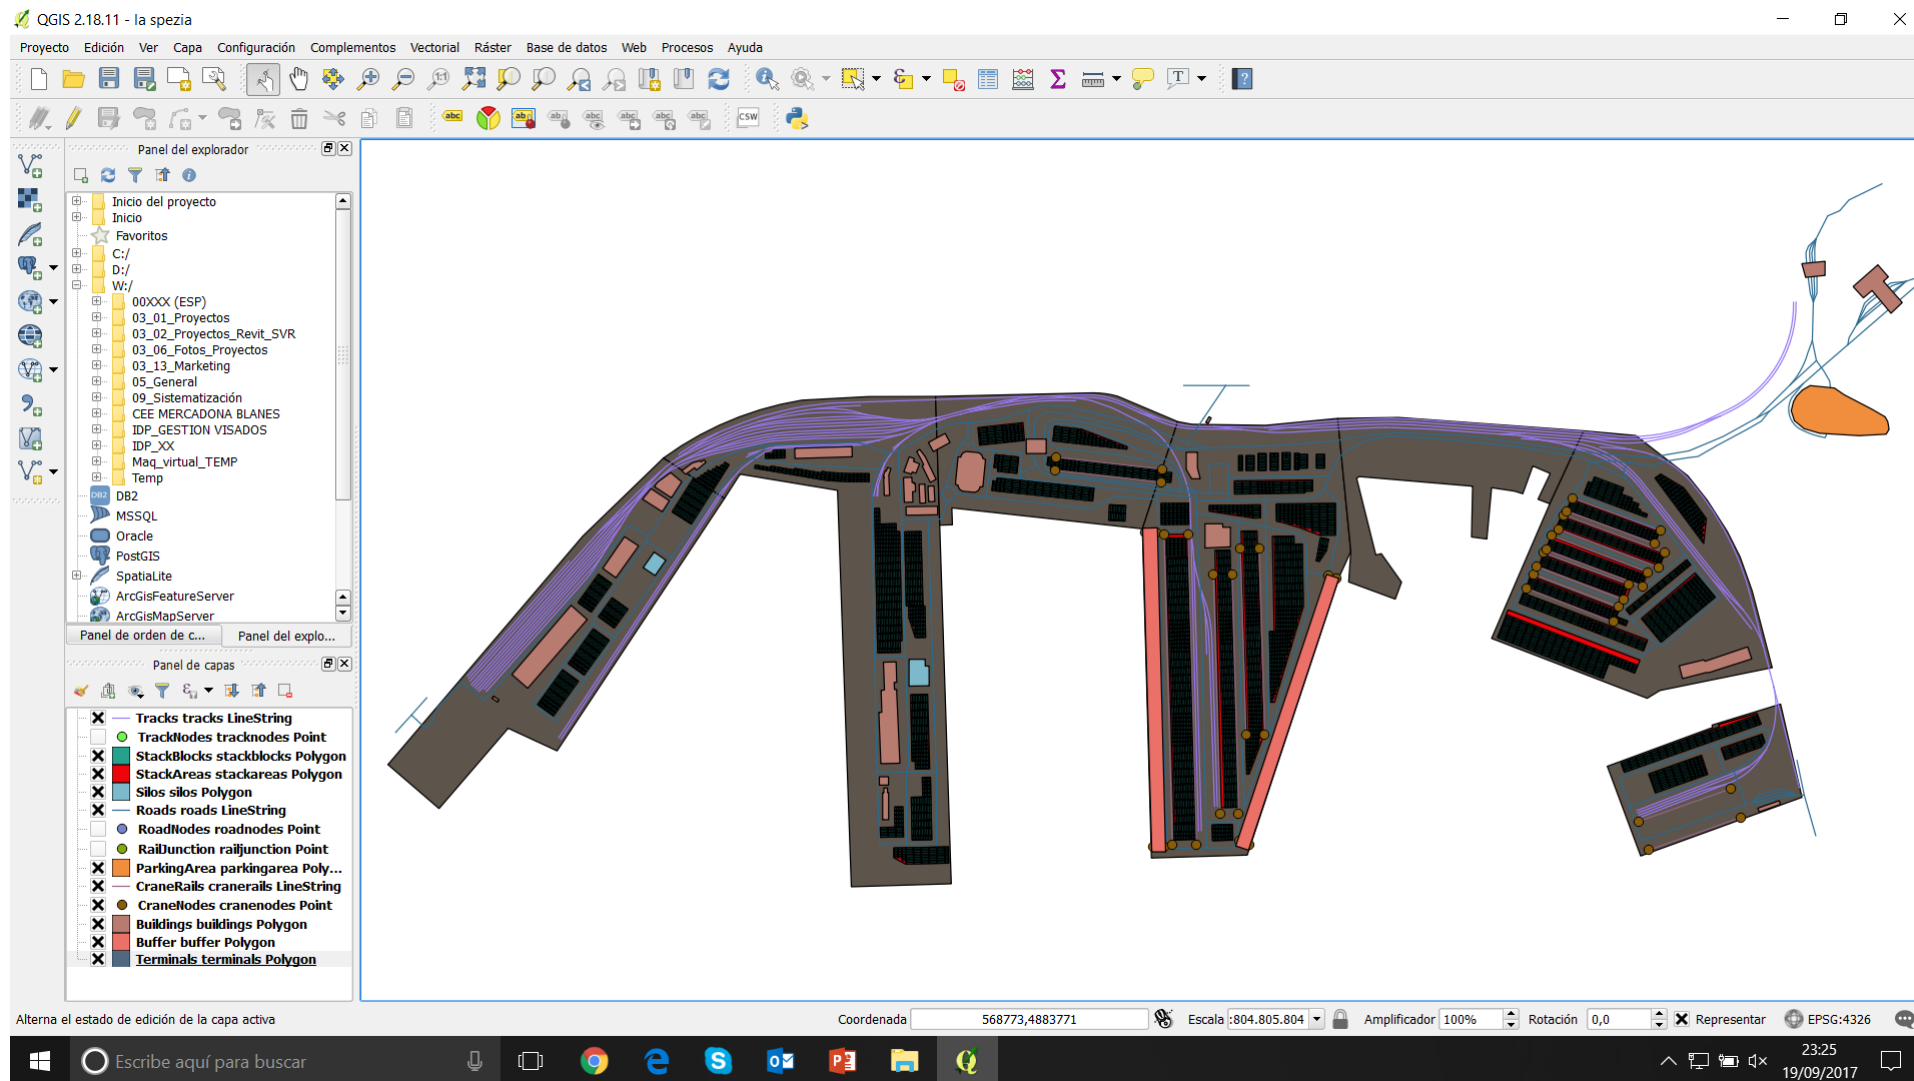 QGIS 2.18.11 - la spezia
Proyecto Edición Ver Capa Configuración Complementos Vectorial Ráster Base de datos Web Procesos Ayuda
1:1
Σ
T
?
abc
CSW
Panel del explorador
Inicio del proyecto
Inicio
Favoritos
C:/
D:/
W:/
00XXX (ESP)
03_01_Proyectos
03_02_Proyectos_Revit_SVR
03_06_Fotos_Proyectos
03_13_Marketing
05_General
09_Sistematización
CEE MERCADONA BLANES
IDP_GESTION VISADOS
IDP_XX
Maq_virtual_TEMP
Temp
DB2 DB2
MSSQL
Oracle
PostGIS
SpatiaLite
ArcGisFeatureServer
ArcGisMapServer
Panel de orden de c... Panel del explo...
Panel de capas
Tracks tracks LineString
TrackNodes tracknodes Point
StackBlocks stackblocks Polygon
StackAreas stackareas Polygon
Silos silos Polygon
Roads roads LineString
RoadNodes roadnodes Point
RailJunction railjunction Point
ParkingArea parkingarea Poly...
CraneRails cranerails LineString
CraneNodes cranenodes Point
Buildings buildings Polygon
Buffer buffer Polygon
Terminals terminals Polygon
Alterna el estado de edición de la capa activa Coordenada 568773,4883771 Escala :804.805.804 Amplificador 100% Rotación 0,0 Representar EPSG:4326
Escribe aquí para buscar
23:25
19/09/2017